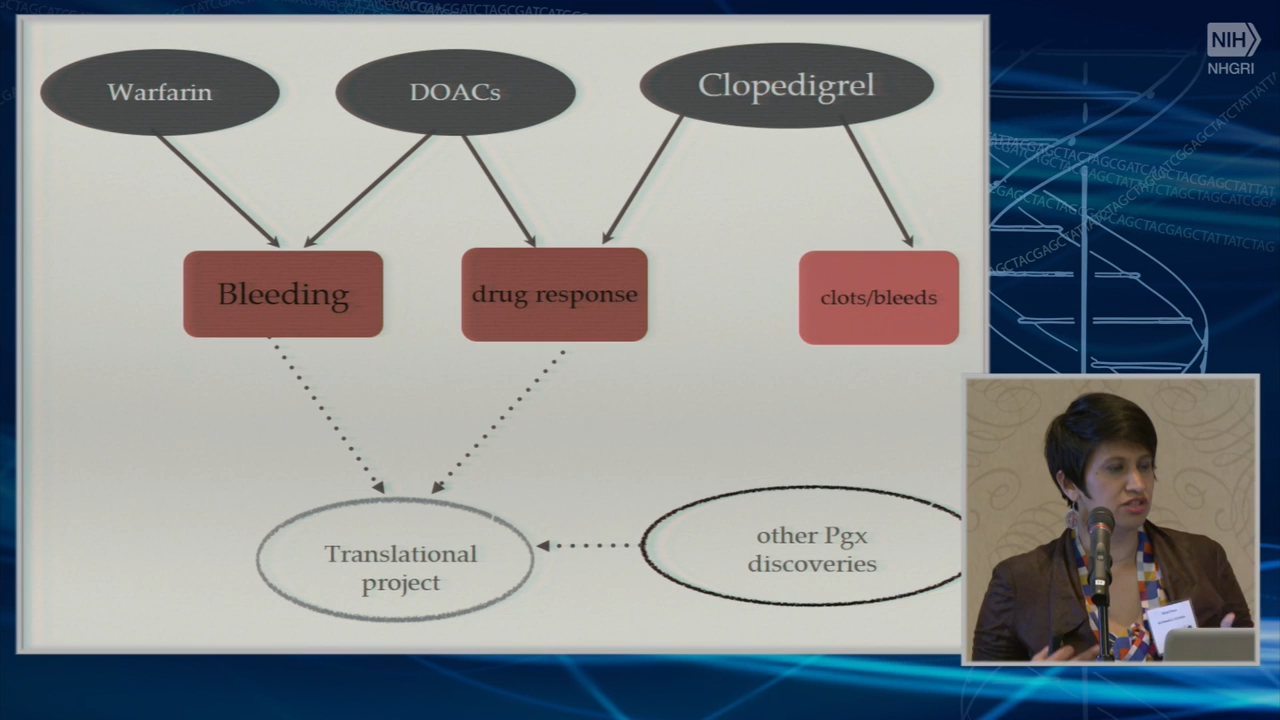 NIH
NHGRI
Warfarin
DOACs
Clopedigrel
Bleeding
drug response
clots/bleeds
Translational
project
other Pgx
discoveries